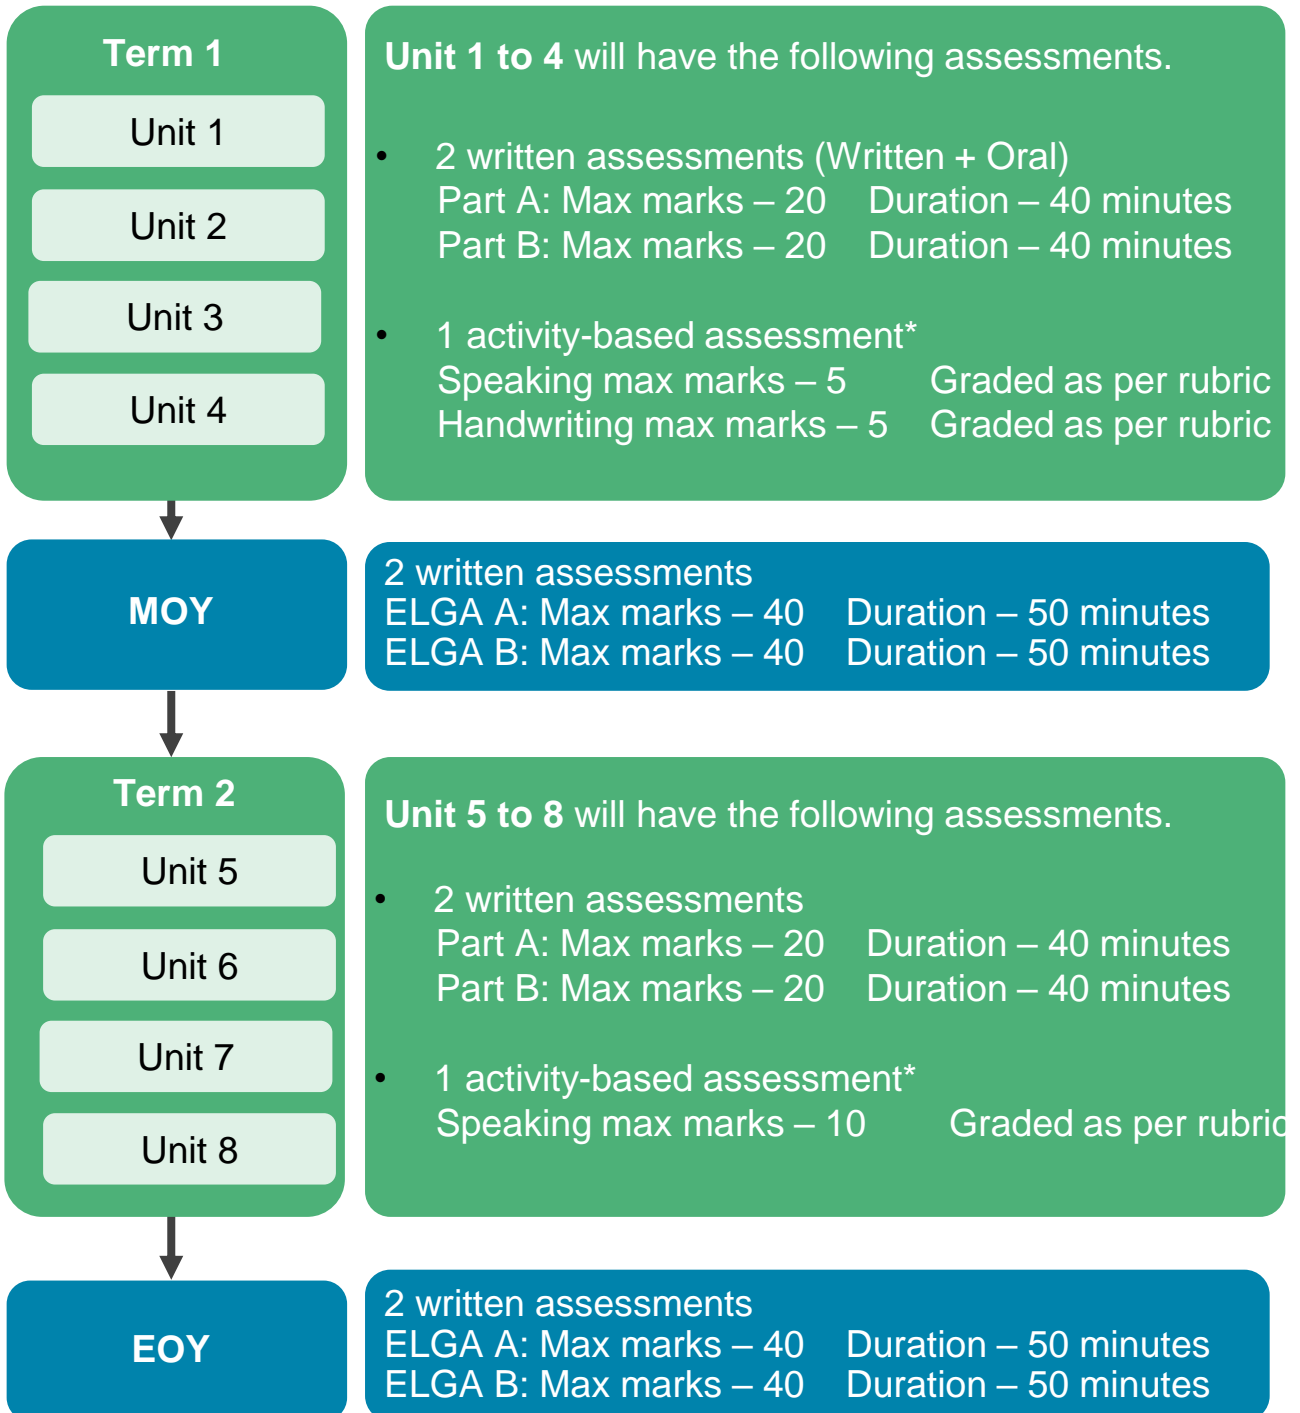 Term 1
Unit 1
Unit 2
Unit 3
Unit 4
Unit 1 to 4 will have the following assessments.
• 2 written assessments (Written + Oral)
Part A: Max marks – 20 Duration – 40 minutes
Part B: Max marks – 20 Duration – 40 minutes
• 1 activity-based assessment*
Speaking max marks – 5 Graded as per rubric
Handwriting max marks – 5 Graded as per rubric
MOY
2 written assessments
ELGA A: Max marks – 40 Duration – 50 minutes
ELGA B: Max marks – 40 Duration – 50 minutes
Term 2
Unit 5
Unit 6
Unit 7
Unit 8
Unit 5 to 8 will have the following assessments.
• 2 written assessments
Part A: Max marks – 20 Duration – 40 minutes
Part B: Max marks – 20 Duration – 40 minutes
• 1 activity-based assessment*
Speaking max marks – 10 Graded as per rubric
EOY
2 written assessments
ELGA A: Max marks – 40 Duration – 50 minutes
ELGA B: Max marks – 40 Duration – 50 minutes